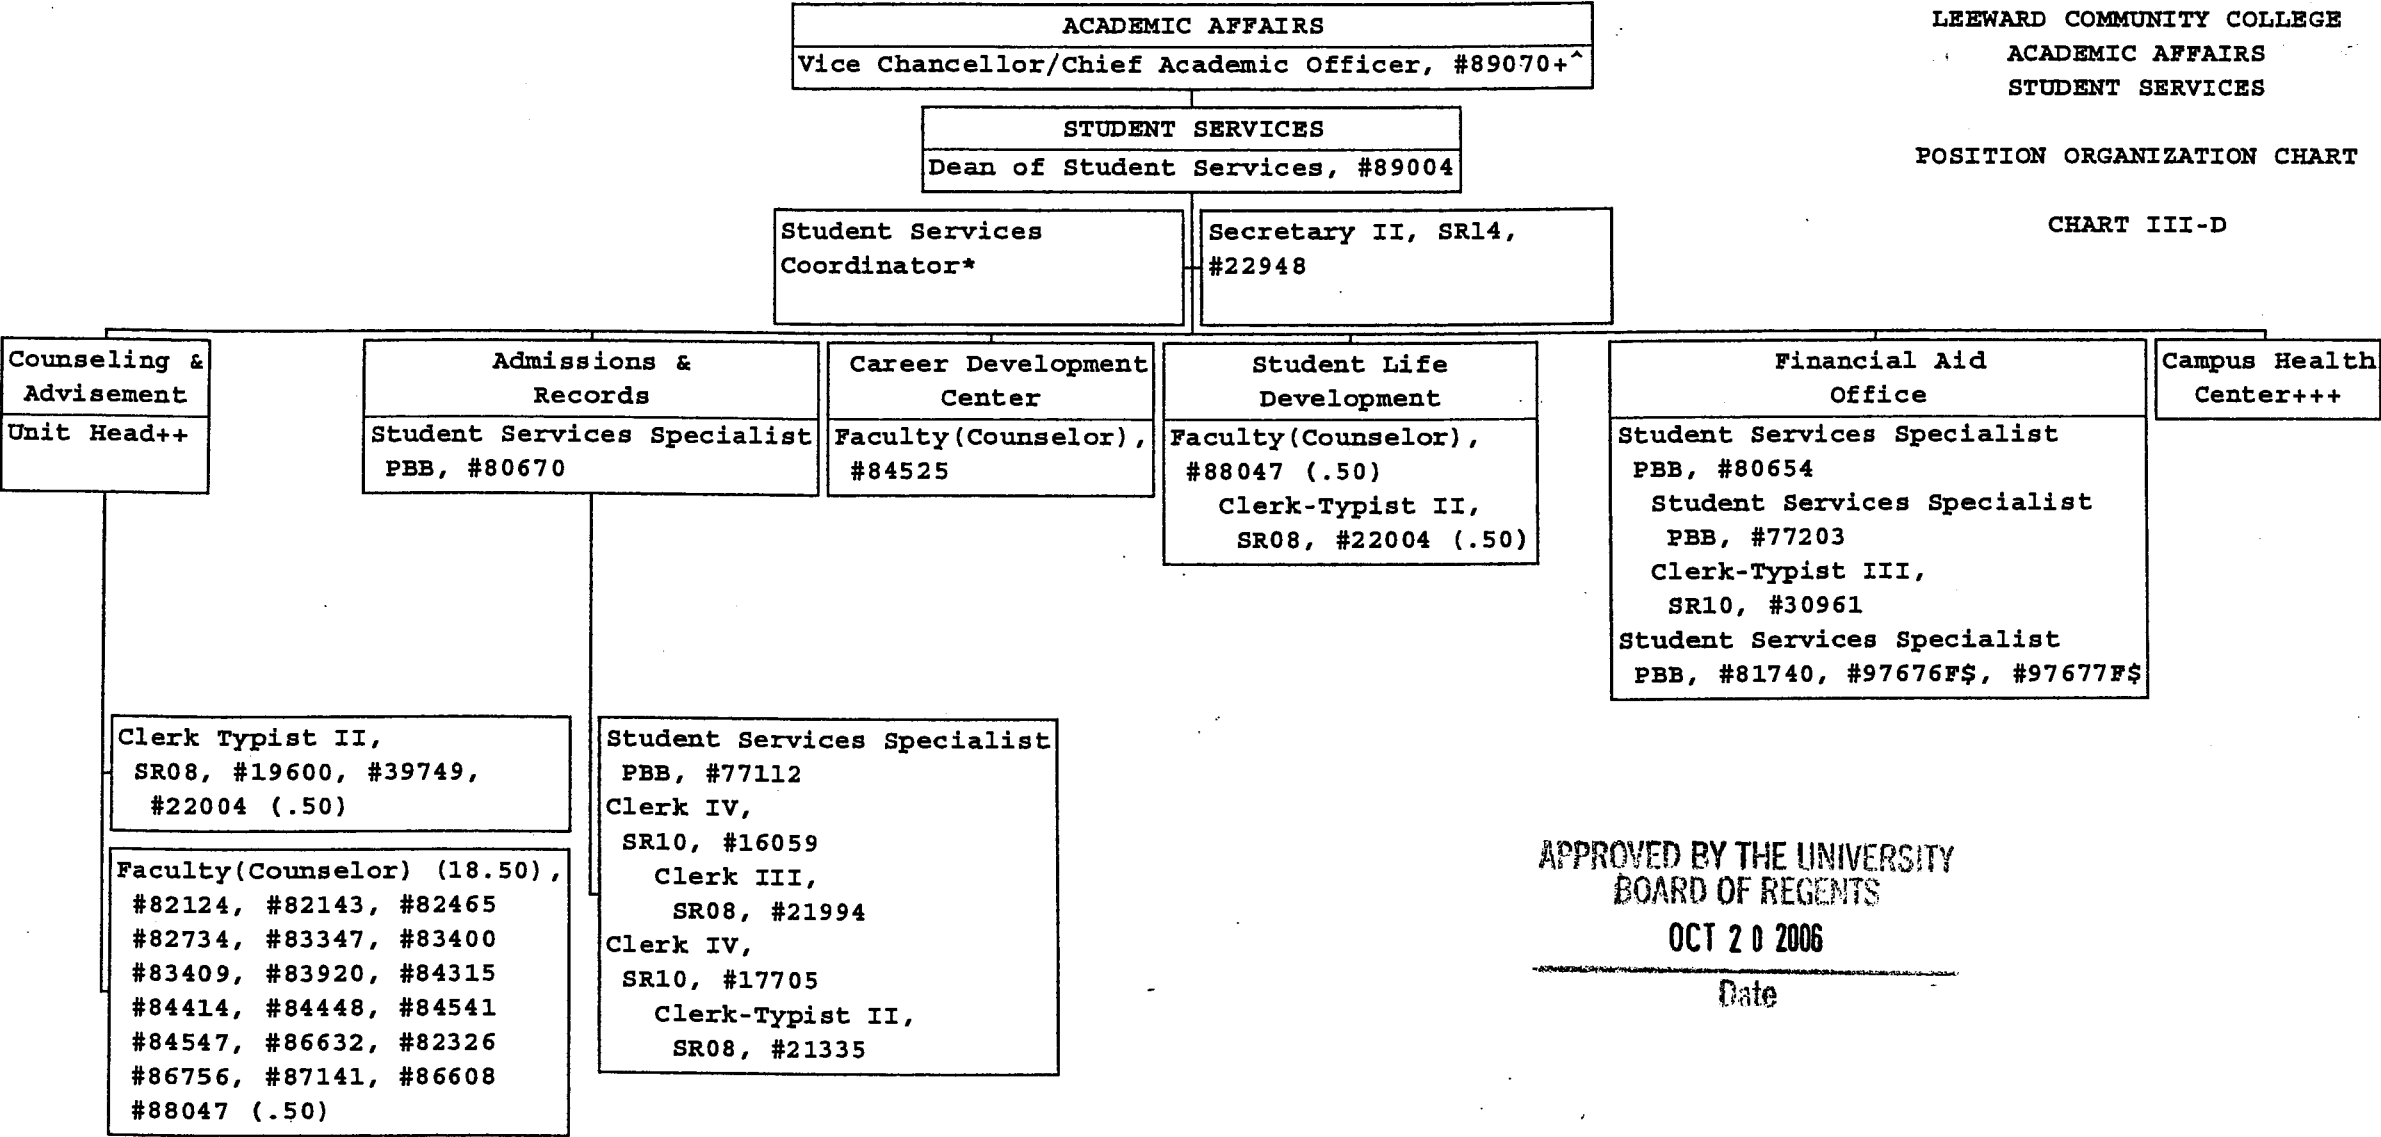 ACADEMIC AFFAIRS
Vice Chancellor/Chief Academic Officer, #89070+^
LEEWARD COMMUNITY COLLEGE
ACADEMIC AFFAIRS
STUDENT SERVICES
POSITION ORGANIZATION CHART
CHART III-D
STUDENT SERVICES
Dean of Student Services, #89004
Student Services
Coordinator*
Secretary II, SR14,
#22948
Counseling &
Advisement
Unit Head++
Admissions &
Records
Student Services Specialist
PBB, #80670
Career Development
Center
Faculty(Counselor),
#84525
Student Life
Development
Faculty(Counselor),
#88047 (.50)
Clerk-Typist II,
SR08, #22004 (.50)
Financial Aid
Office
Student Services Specialist
PBB, #80654
Student Services Specialist
PBB, #77203
Clerk-Typist III,
SR10, #30961
Student Services Specialist
PBB, #81740, #97676F$, #97677F$
Campus Health
Center+++
Clerk Typist II,
SR08, #19600, #39749,
#22004 (.50)
Faculty(Counselor) (18.50),
#82124, #82143, #82465
#82734, #83347, #83400
#83409, #83920, #84315
#84414, #84448, #84541
#84547, #86632, #82326
#86756, #87141, #86608
#88047 (.50)
Student Services Specialist
PBB, #77112
Clerk IV,
SR10, #16059
Clerk III,
SR08, #21994
Clerk IV,
SR10, #17705
Clerk-Typist II,
SR08, #21335
APPROVED BY THE UNIVERSITY
BOARD OF REGENTS
OCT 20 2006
Date